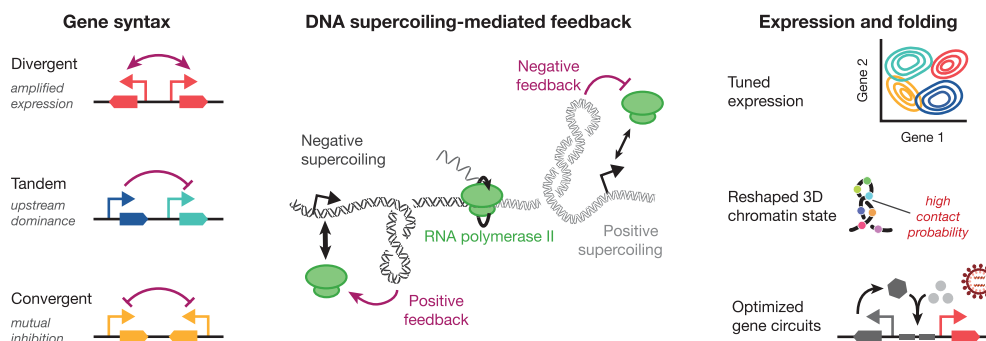 Gene syntax
Divergent
amplified
expression
Tandem
upstream
dominance
Convergent
mutual
inhibition
DNA supercoiling-mediated feedback
Negative
feedback
Negative
supercoiling
RNA polymerase II
Positive
supercoiling
Positive
feedback
Expression and folding
Tuned
expression
Gene 2
Gene 1
Reshaped 3D
chromatin state
high
contact
probability
Optimized
gene circuits